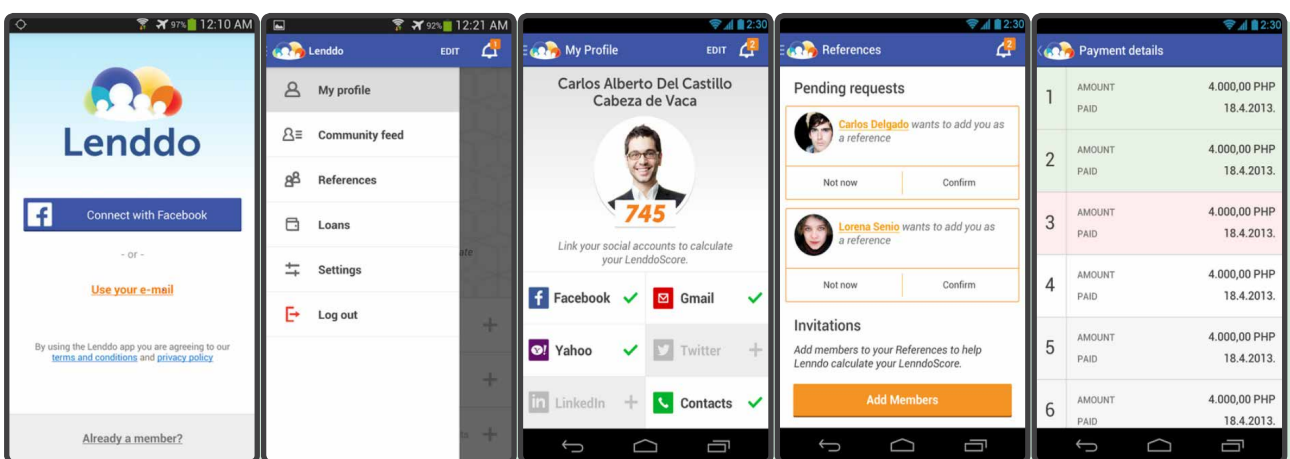 97% 12:10 AM
Lenddo
Connect with Facebook
- or -
Use your e-mail
By using the Lenddo app you are agreeing to our
terms and conditions and privacy policy
Already a member?
92% 12:21 AM
Lenddo EDIT 1
My profile
Community feed
References
Loans
Settings
Log out
ate
2:30
My Profile EDIT 2
Carlos Alberto Del Castillo
Cabeza de Vaca
745
Link your social accounts to calculate
your LenddoScore.
Facebook Gmail
Yahoo Twitter
LinkedIn Contacts
2:30
References 2
Pending requests
Carlos Delgado wants to add you as
a reference
Not now Confirm
Lorena Senio wants to add you as
a reference
Not now Confirm
Invitations
Add members to your References to help
Lenndo calculate your LenndoScore.
Add Members
2:30
Payment details
1 AMOUNT 4.000,00 PHP
PAID 18.4.2013.
2 AMOUNT 4.000,00 PHP
PAID 18.4.2013.
3 AMOUNT 4.000,00 PHP
PAID 18.4.2013.
4 AMOUNT 4.000,00 PHP
PAID 18.4.2013.
5 AMOUNT 4.000,00 PHP
PAID 18.4.2013.
6 AMOUNT 4.000,00 PHP
PAID 18.4.2013.